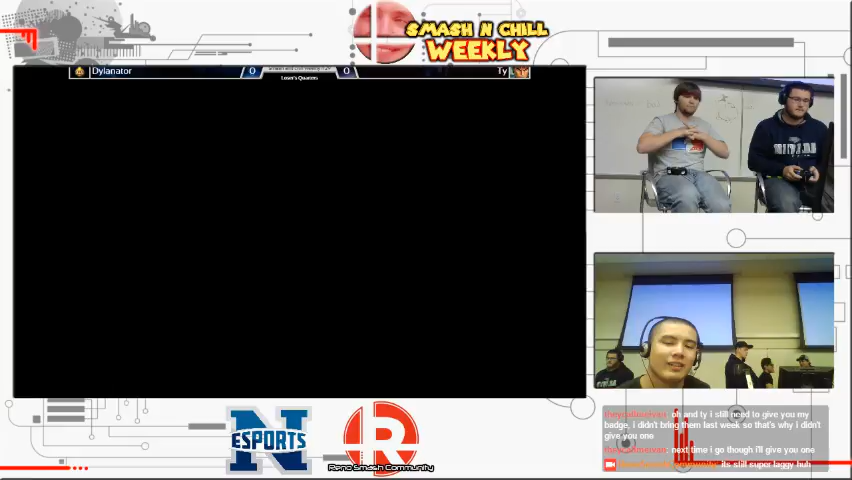 SMASH N CHILL
WEEKLY
Dylanator
0
0
Ty
Loser's Quarters
oh and ty i still need to give you my
badge, i didn't bring them last week so that's why i didn't
give you one
next time i go though i'll give you one
its still super laggy huh
N
ESPORTS
R
Reno Smash Community